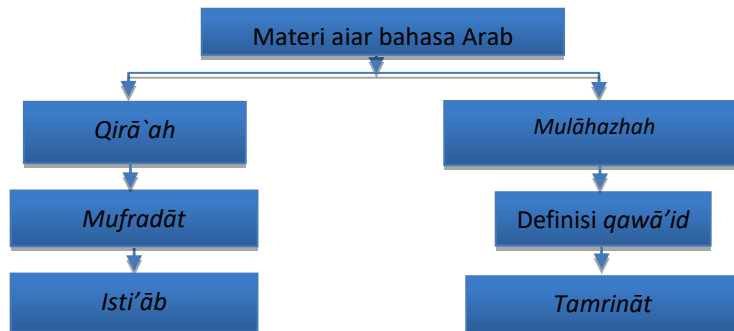 Materi aiar bahasa Arab
Qirā`ah
Mulāhazhah
Mufradāt
Definisi qawā'id
Isti'āb
Tamrināt